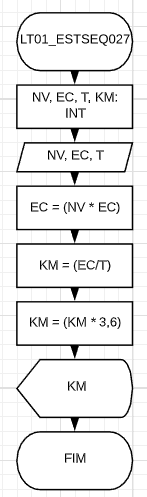 LT01_ESTSEQ027
NV, EC, T, KM:
INT
NV, EC, T
EC = (NV * EC)
KM = (EC/T)
KM = (KM * 3,6)
KM
FIM